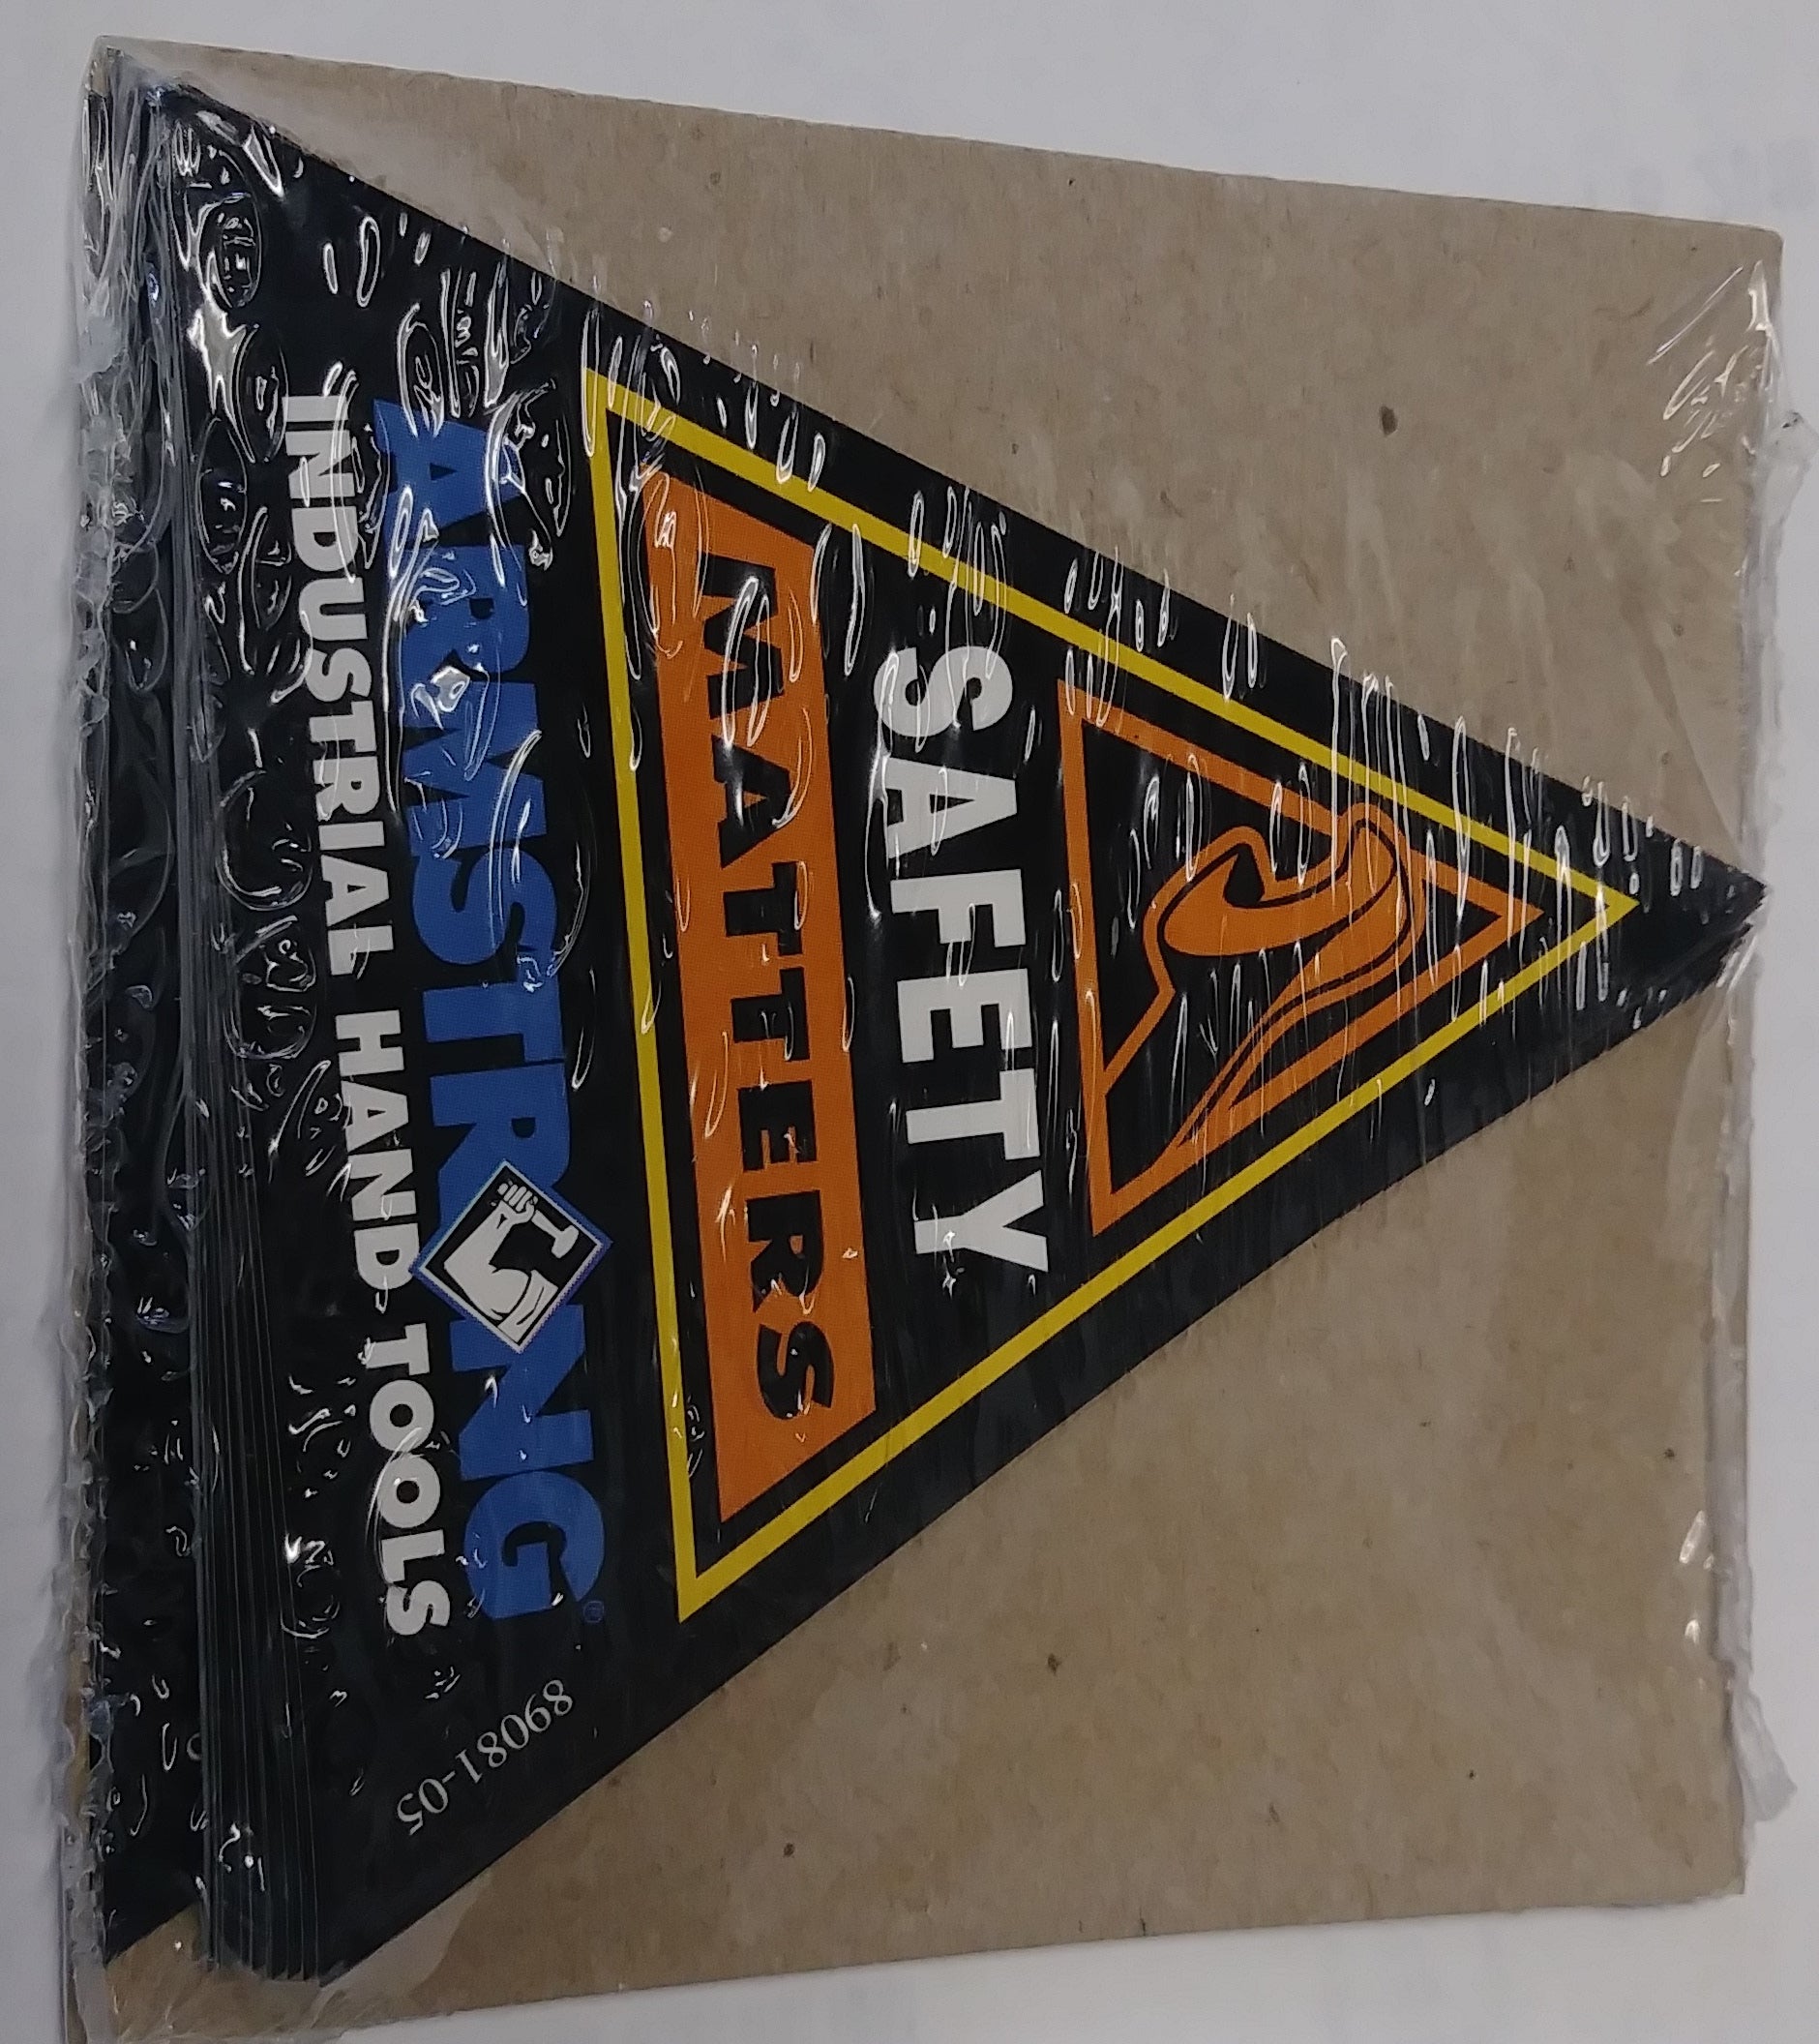 SAFETY
MATTERS
ARMSTRONG®
INDUSTRIAL HAND TOOLS
89081-05